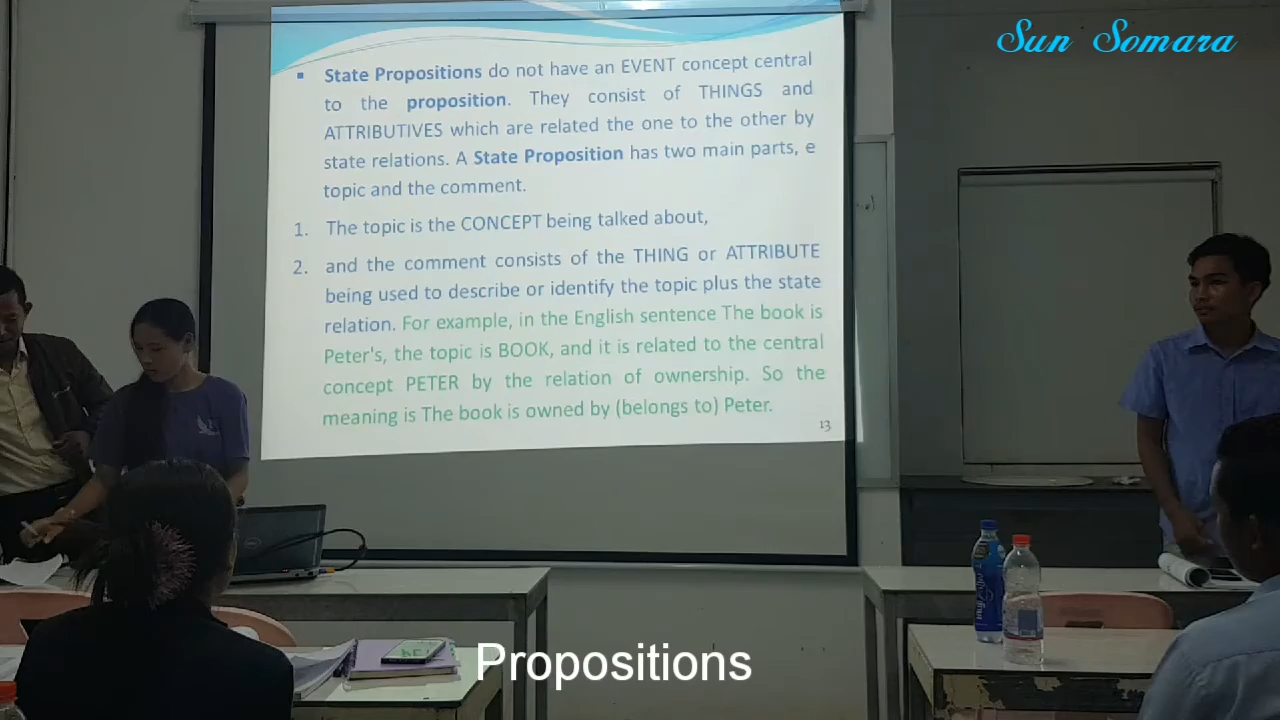 Sun Somara
▪ State Propositions do not have an EVENT concept central
to the proposition. They consist of THINGS and
ATTRIBUTIVES which are related the one to the other by
state relations. A State Proposition has two main parts, e
topic and the comment.
1. The topic is the CONCEPT being talked about,
2. and the comment consists of the THING or ATTRIBUTE
being used to describe or identify the topic plus the state
relation. For example, in the English sentence The book is
Peter's, the topic is BOOK, and it is related to the central
concept PETER by the relation of ownership. So the
meaning is The book is owned by (belongs to) Peter.
13
Propositions